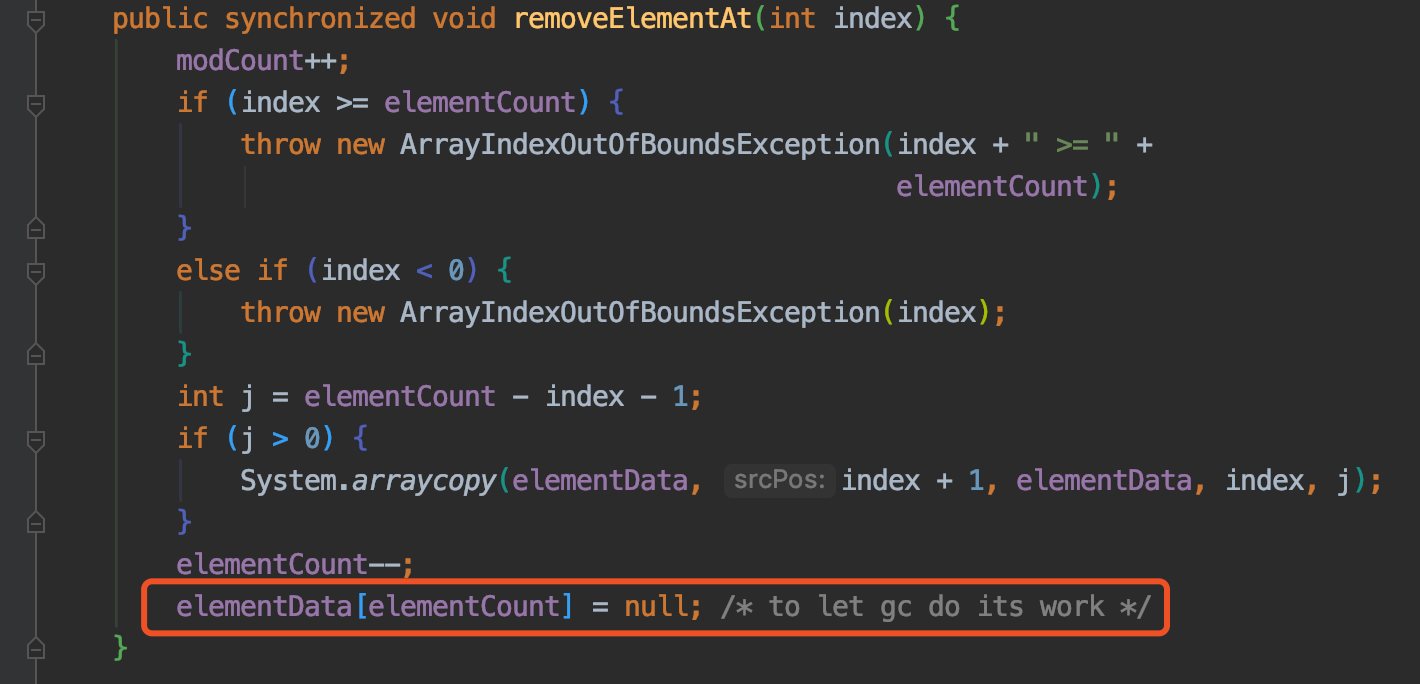 public synchronized void removeElementAt(int index) {
modCount++;
if (index >= elementCount) {
throw new ArrayIndexOutOfBoundsException(index + " >= " +
elementCount);
}
else if (index < 0) {
throw new ArrayIndexOutOfBoundsException(index);
}
int j = elementCount - index - 1;
if (j > 0) {
System.arraycopy(elementData, srcPos: index + 1, elementData, index, j);
}
elementCount--;
elementData[elementCount] = null; /* to let gc do its work */
}